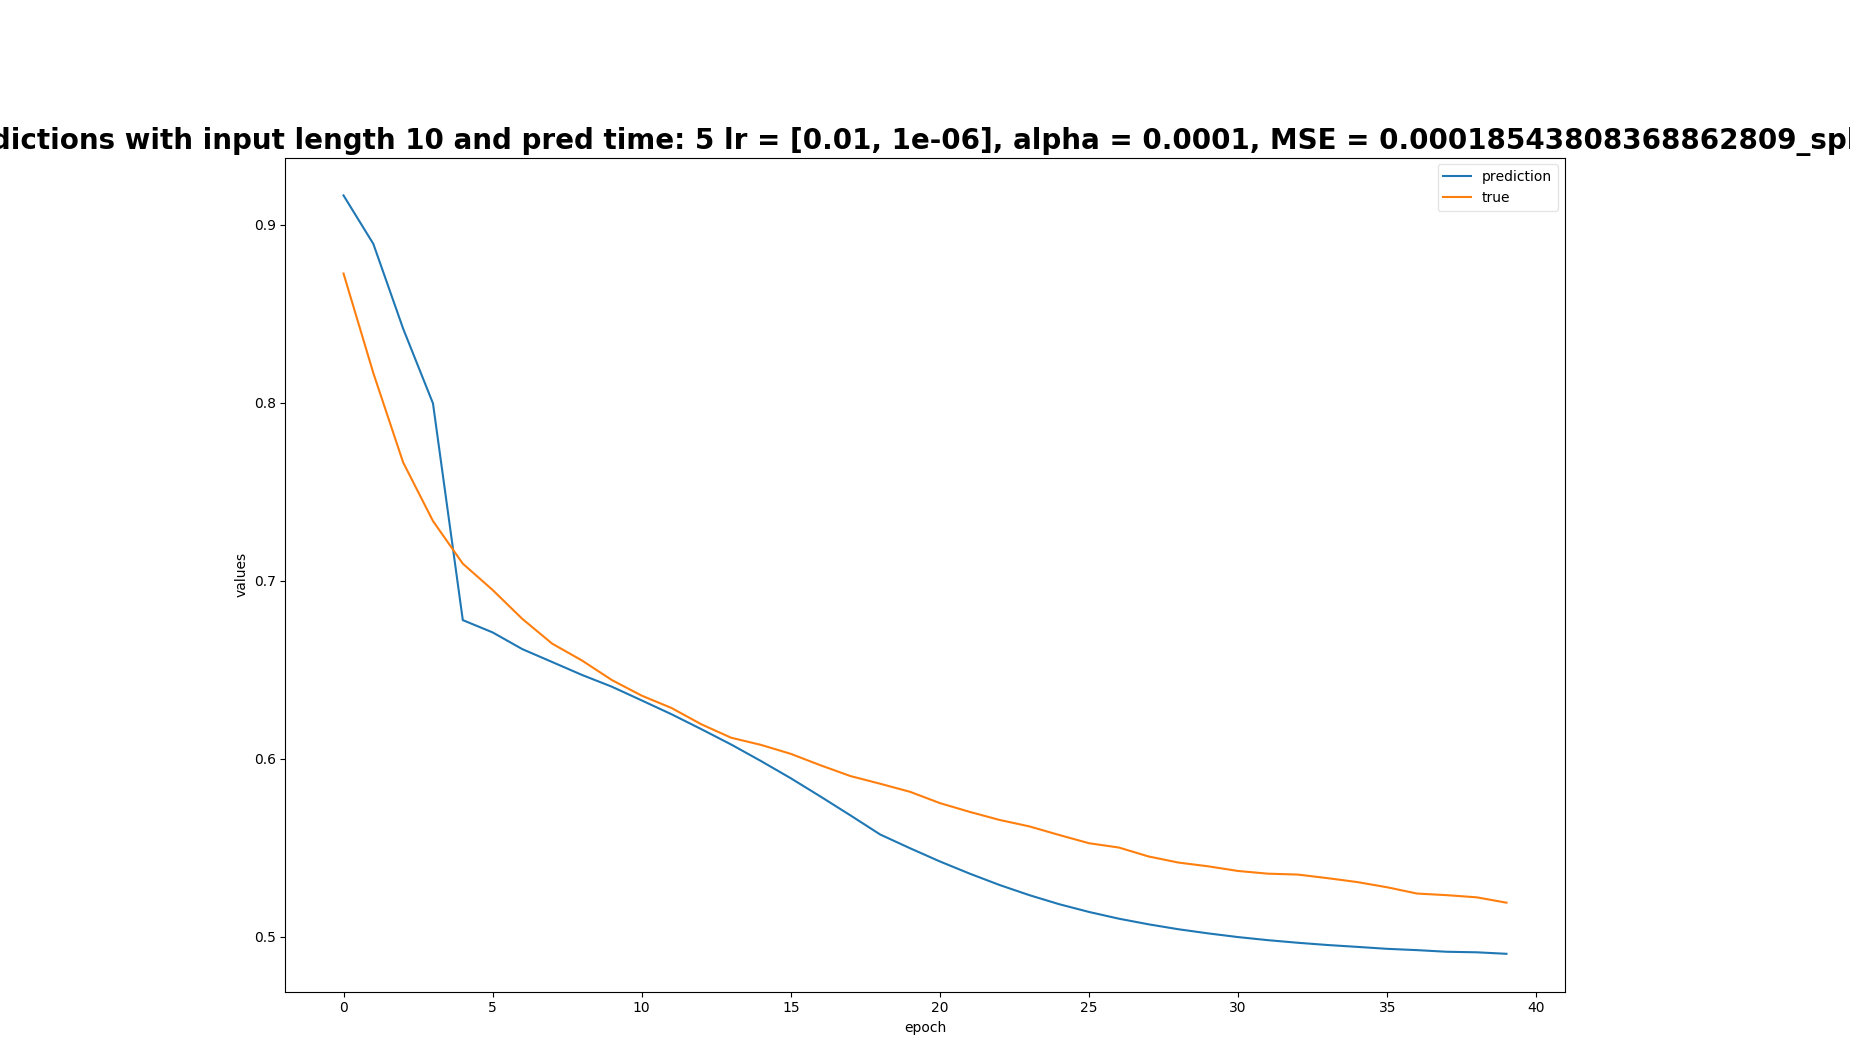 dictions with input length 10 and pred time: 5 lr = [0.01, 1e-06], alpha = 0.0001, MSE = 0.00018543808368862809_spl
prediction
true
0.9
0.8
0.7
0.6
0.5
values
0 5 10 15 20 25 30 35 40
epoch